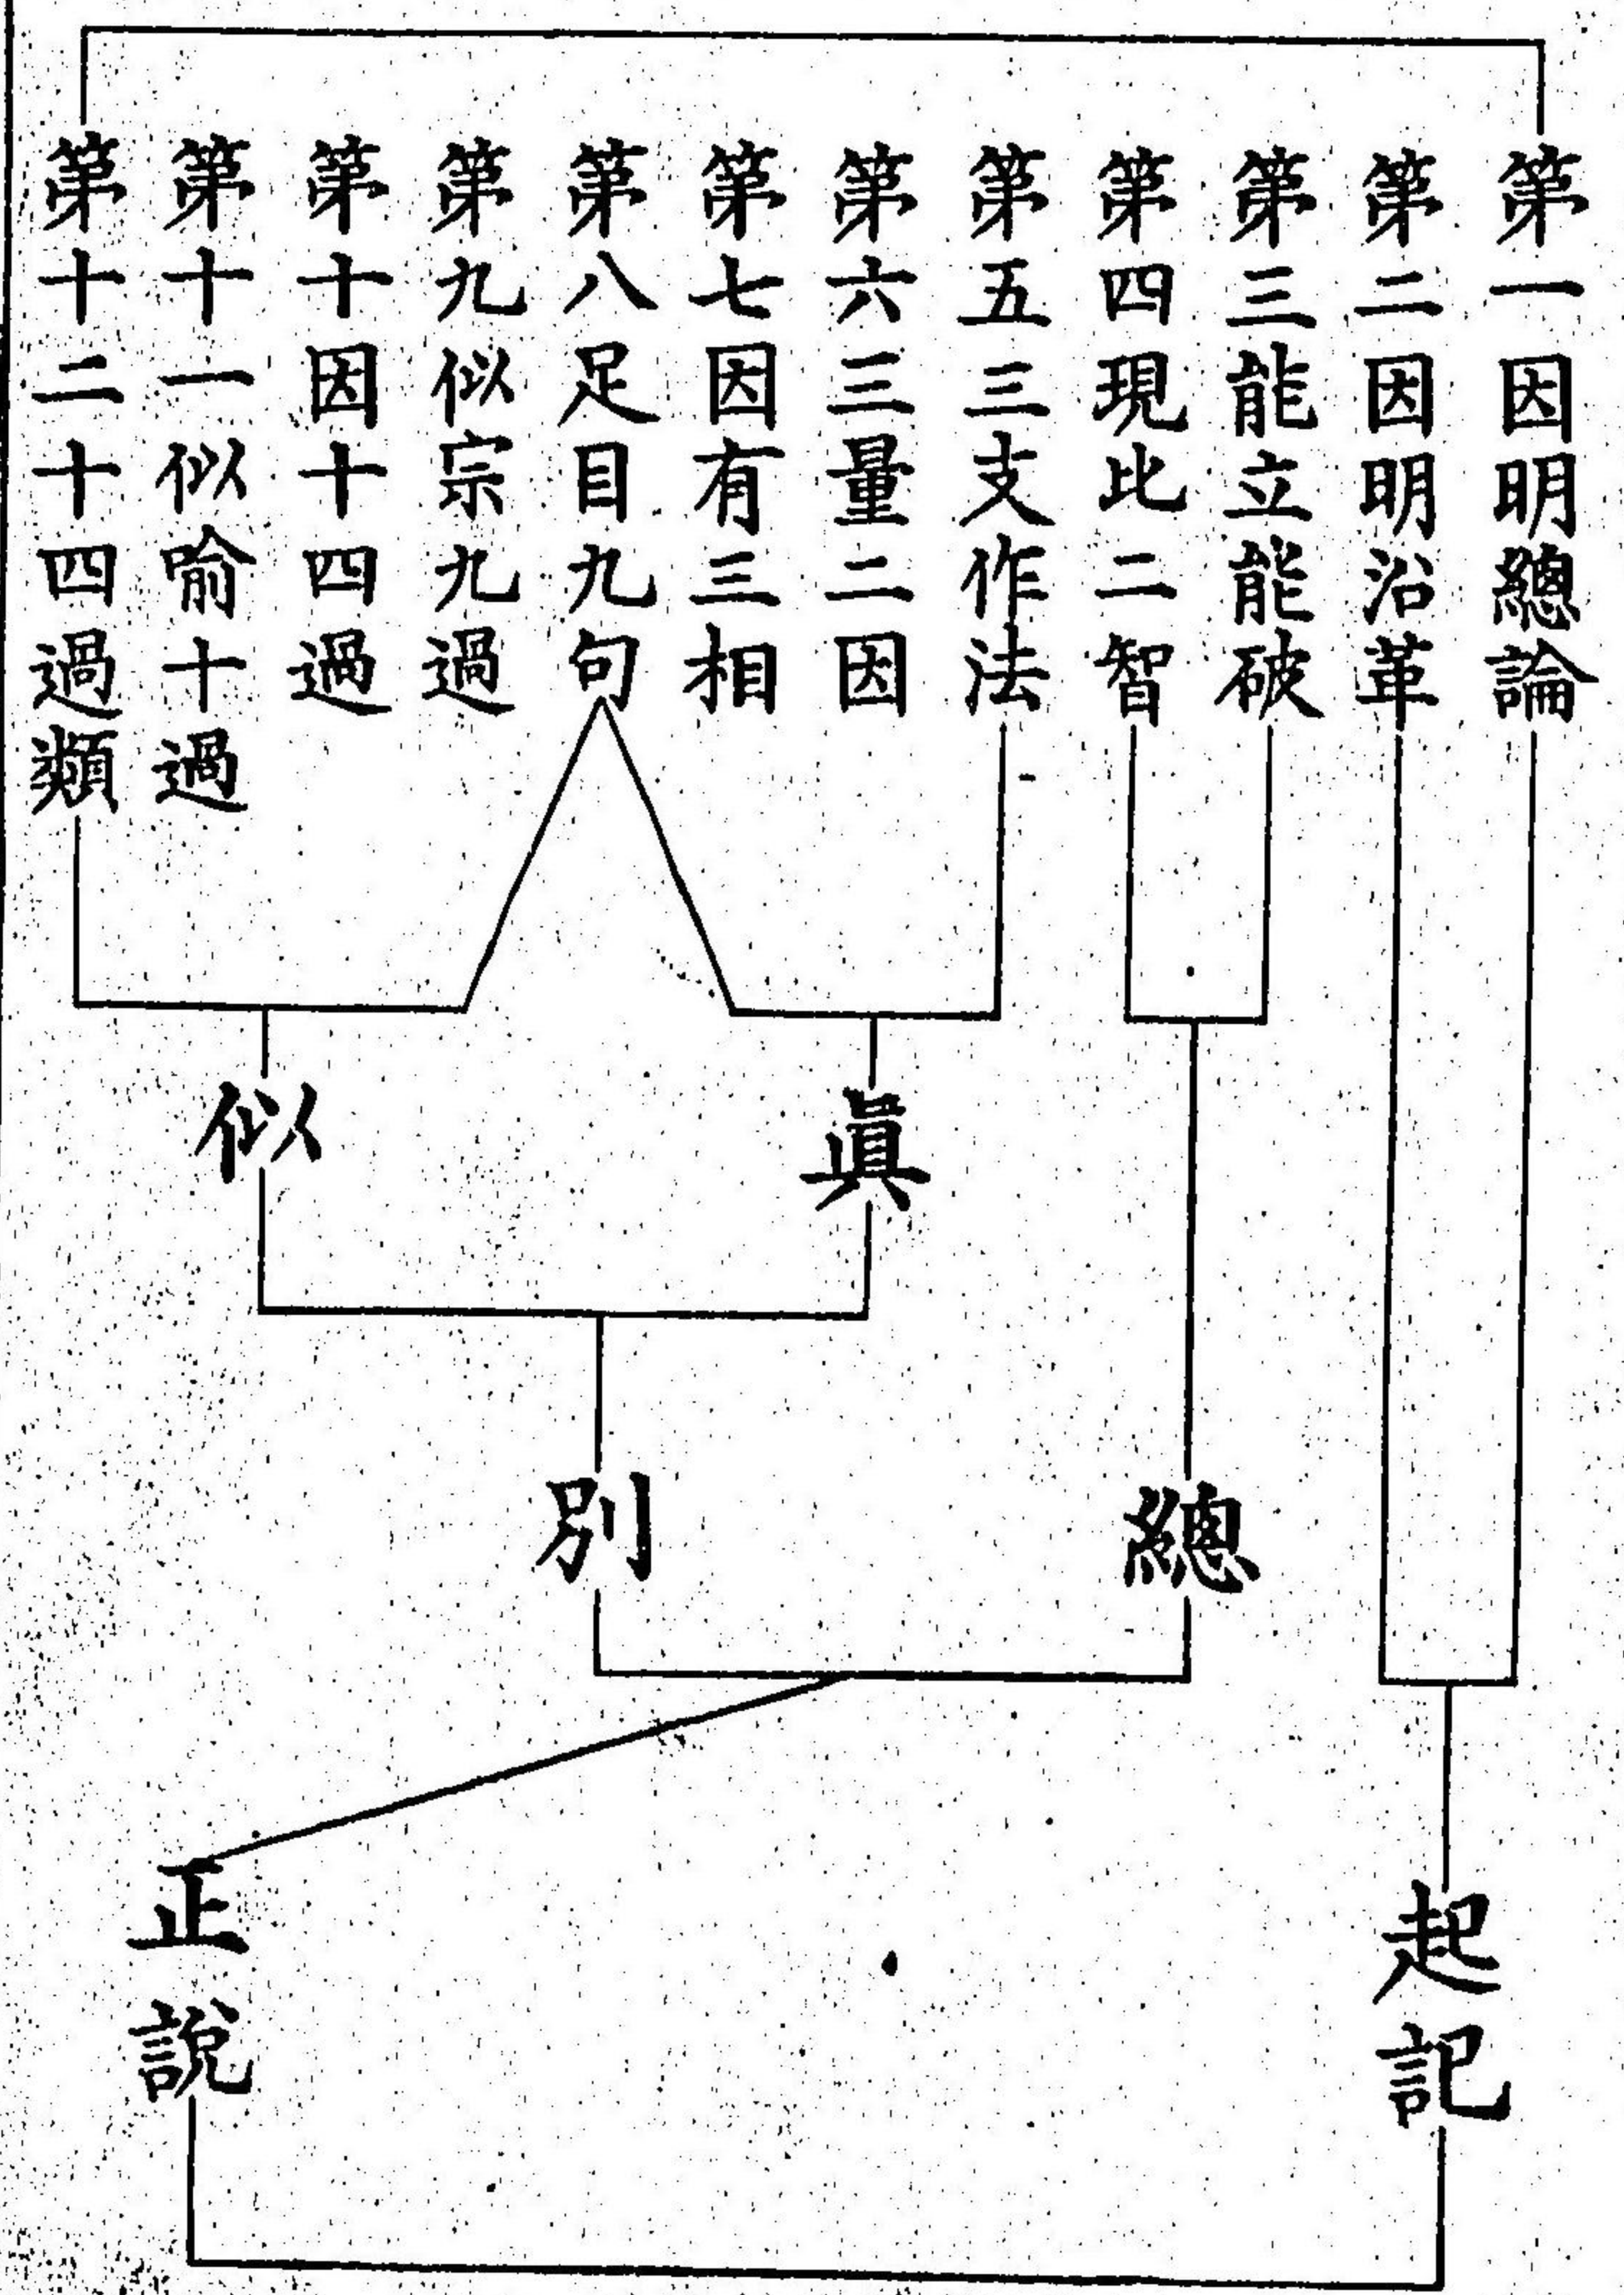 第一因明總論
第二因明沿革
第三能立能破
第四現比二智
第五三支作法
第六三量二因
第七因有三相
第八足目九句
第九似宗九過
第十因十四過
第十一似喩十過
第十二十四過類
眞
似
總
別
起記
正說